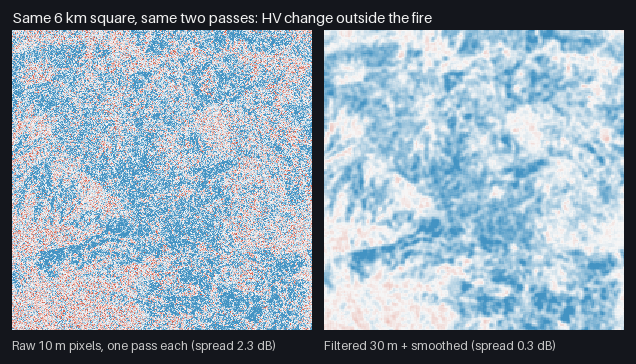 Same 6 km square, same two passes: HV change outside the fire
Raw 10 m pixels, one pass each (spread 2.3 dB)
Filtered 30 m + smoothed (spread 0.3 dB)